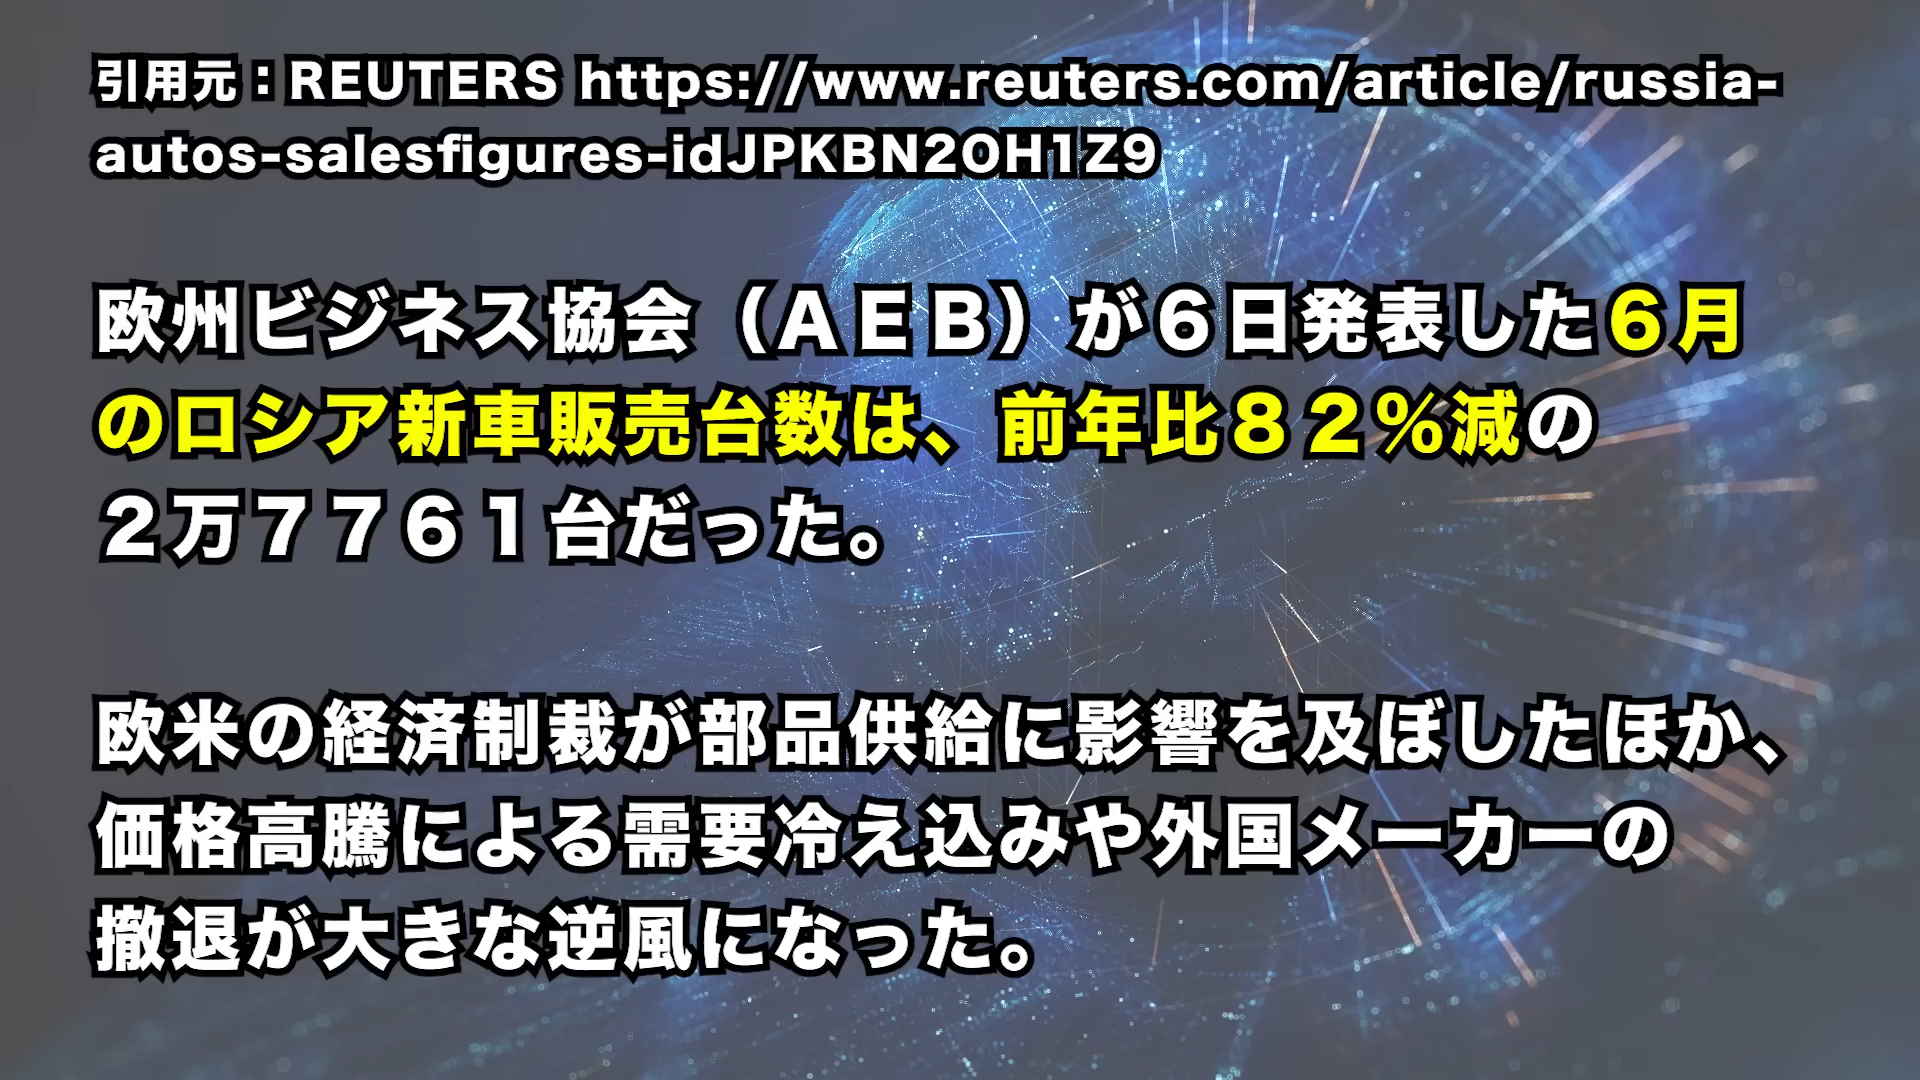 引用元：REUTERS https://www.reuters.com/article/russia-
autos-salesfigures-idJPKBN2OH1Z9
欧州ビジネス協会（ＡＥＢ）が６日発表した６月
のロシア新車販売台数は、前年比８２％減の
２万７７６１台だった。
欧米の経済制裁が部品供給に影響を及ぼしたほか、
価格高騰による需要冷え込みや外国メーカーの
撤退が大きな逆風になった。